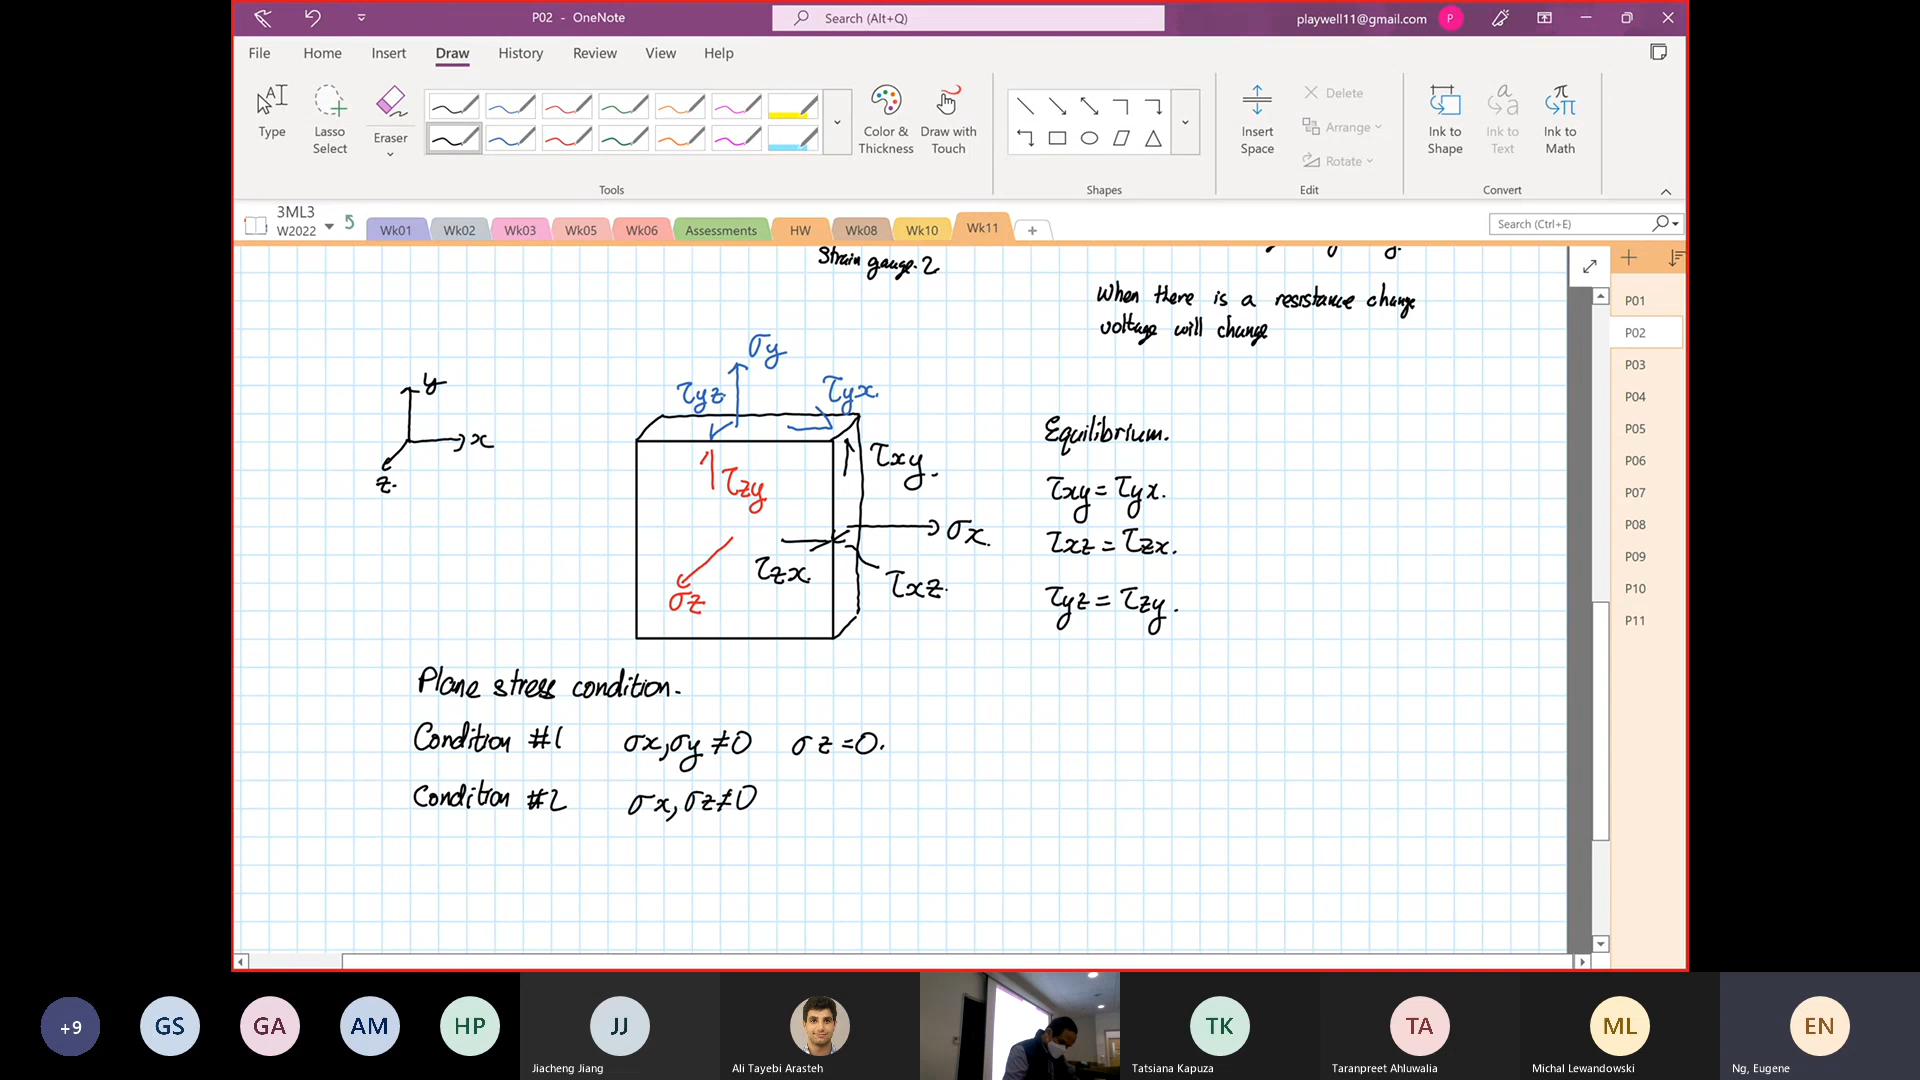 P02 - OneNote
Search (Alt+Q)
playwell11@gmail.com
P
File Home Insert Draw History Review View Help
Type
Lasso Select
Eraser
Color & Thickness
Draw with Touch
Insert Space
Delete
Arrange
Rotate
Ink to Shape
Ink to Text
Ink to Math
Tools Shapes Edit Convert
3ML3
W2022
Wk01 Wk02 Wk03 Wk05 Wk06 Assessments HW Wk08 Wk10 Wk11
Search (Ctrl+E)
P01
P02
P03
P04
P05
P06
P07
P08
P09
P10
P11
Strain gauge.2
When there is a resistance change
voltage will change
y
x
z.
σy
τyz
τyx.
τxy.
τzy
σx.
τzx.
τxz.
σz
Equilibrium.
τxy = τyx.
τxz = τzx.
τyz = τzy.
Plane stress condition.
Condition #1 σx,σy ≠0 σz =0.
Condition #2 σx, σz≠0
+9 GS GA AM HP JJ TK TA ML EN
Jiacheng Jiang
Ali Tayebi Arasteh
Tatsiana Kapuza
Taranpreet Ahluwalia
Michal Lewandowski
Ng, Eugene